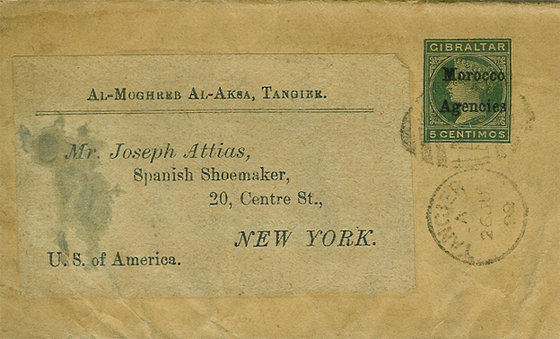 GIBRALTAR
Morocco
Agencies
5 CENTIMOS
AL-MOGHREB AL-AKSA, TANGIER.
Mr. Joseph Attias,
Spanish Shoemaker,
20, Centre St.,
NEW YORK.
U. S. of America.
TANGIER
A